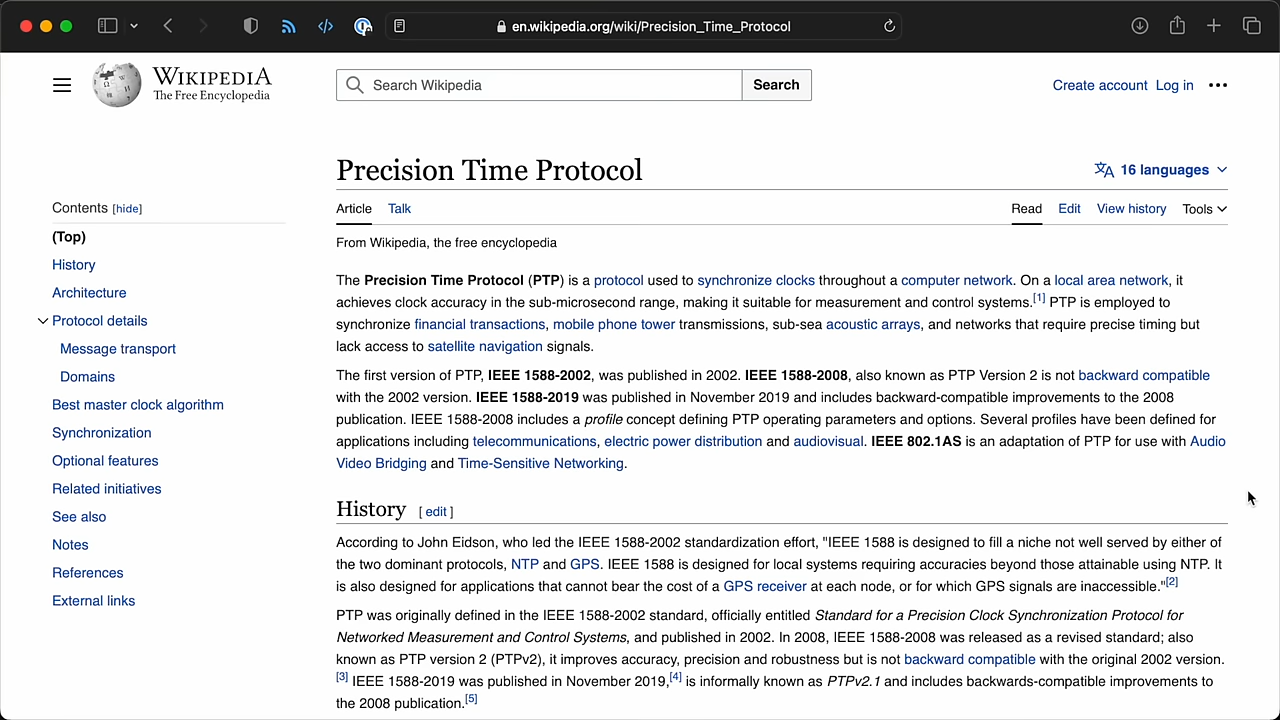 en.wikipedia.org/wiki/Precision_Time_Protocol
WIKIPEDIA
The Free Encyclopedia
Search Wikipedia
Search
Create account Log in
Precision Time Protocol
16 languages
Contents [hide]
(Top)
History
Architecture
Protocol details
Message transport
Domains
Best master clock algorithm
Synchronization
Optional features
Related initiatives
See also
Notes
References
External links
Article Talk
Read Edit View history Tools
From Wikipedia, the free encyclopedia
The Precision Time Protocol (PTP) is a protocol used to synchronize clocks throughout a computer network. On a local area network, it
achieves clock accuracy in the sub-microsecond range, making it suitable for measurement and control systems.[1] PTP is employed to
synchronize financial transactions, mobile phone tower transmissions, sub-sea acoustic arrays, and networks that require precise timing but
lack access to satellite navigation signals.
The first version of PTP, IEEE 1588-2002, was published in 2002. IEEE 1588-2008, also known as PTP Version 2 is not backward compatible
with the 2002 version. IEEE 1588-2019 was published in November 2019 and includes backward-compatible improvements to the 2008
publication. IEEE 1588-2008 includes a profile concept defining PTP operating parameters and options. Several profiles have been defined for
applications including telecommunications, electric power distribution and audiovisual. IEEE 802.1AS is an adaptation of PTP for use with Audio
Video Bridging and Time-Sensitive Networking.
History [ edit ]
According to John Eidson, who led the IEEE 1588-2002 standardization effort, "IEEE 1588 is designed to fill a niche not well served by either of
the two dominant protocols, NTP and GPS. IEEE 1588 is designed for local systems requiring accuracies beyond those attainable using NTP. It
is also designed for applications that cannot bear the cost of a GPS receiver at each node, or for which GPS signals are inaccessible."[2]
PTP was originally defined in the IEEE 1588-2002 standard, officially entitled Standard for a Precision Clock Synchronization Protocol for
Networked Measurement and Control Systems, and published in 2002. In 2008, IEEE 1588-2008 was released as a revised standard; also
known as PTP version 2 (PTPv2), it improves accuracy, precision and robustness but is not backward compatible with the original 2002 version.
[3] IEEE 1588-2019 was published in November 2019,[4] is informally known as PTPv2.1 and includes backwards-compatible improvements to
the 2008 publication.[5]